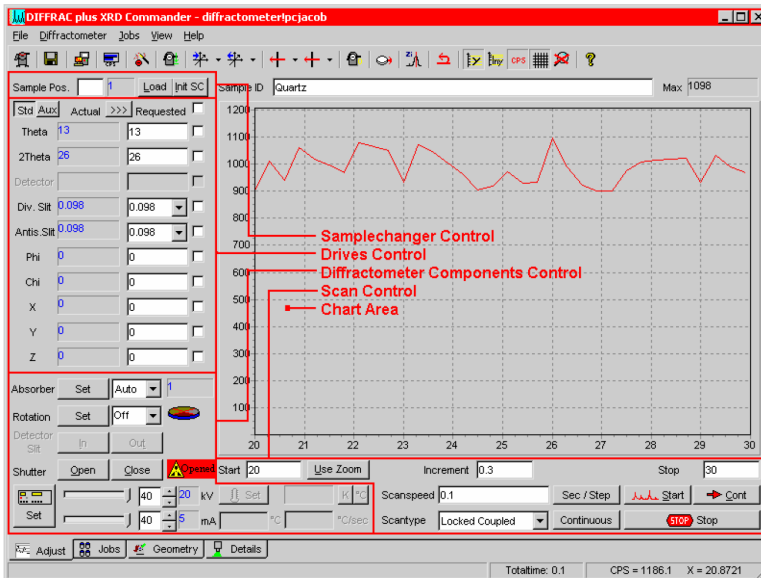 DIFFRAC plus XRD Commander - diffractometer!pcjacob
File Diffractometer Jobs View Help
CPS
Sample Pos. 1 Load Init SC Sample ID Quartz Max 1098
Std Aux Actual >>> Requested
Theta 13 13
2Theta 26 26
Detector
Div. Slit 0.098 0.098
Antis.Slit 0.098 0.098
Phi 0 0
Chi 0 0
X 0 0
Y 0 0
Z 0 0
1200
1100
1000
900
800
700
600
500
400
300
200
100
20 21 22 23 24 25 26 27 28 29 30
Samplechanger Control
Drives Control
Diffractometer Components Control
Scan Control
Chart Area
Absorber Set Auto 1
Rotation Set Off
Detector Slit In Out
Shutter Open Close Opened
Set 40 20 kV Set K °C
40 5 mA °C °C/sec
Start 20 Use Zoom Increment 0.3 Stop 30
Scanspeed 0.1 Sec / Step Start Cont
Scantype Locked Coupled Continuous STOP Stop
Adjust Jobs Geometry Details
Totaltime: 0.1 CPS = 1186.1 X = 20.8721